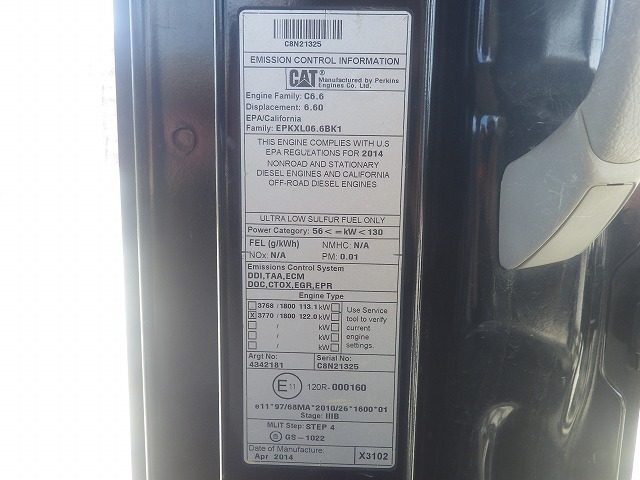 C8N21325
EMISSION CONTROL INFORMATION
CAT® Manufactured by Perkins
Engines Co. Ltd.
Engine Family: C6.6
Displacement: 6.60
EPA/California
Family: EPKXL06.6BK1
THIS ENGINE COMPLIES WITH U.S
EPA REGULATIONS FOR 2014
NONROAD AND STATIONARY
DIESEL ENGINES AND CALIFORNIA
OFF-ROAD DIESEL ENGINES
ULTRA LOW SULFUR FUEL ONLY
Power Category: 56 < = kW < 130
FEL (g/kWh) NMHC: N/A
NOx: N/A PM: 0.01
Emissions Control System
DDI,TAA,ECM
DOC,CTOX,EGR,EPR
Engine Type
3768 / 1800 113.1 kW
X 3770 / 1800 122.0 kW
/ kW
/ kW
/ kW
Use Service
tool to verify
current
engine
settings.
Argt No: Serial No:
4342181 C8N21325
E11 120R-000160
e11*97/68MA*2010/26*1600*01
Stage: IIIB
MLIT Step: STEP 4
GS-1022
Date of Manufacture:
Apr 2014 X3102